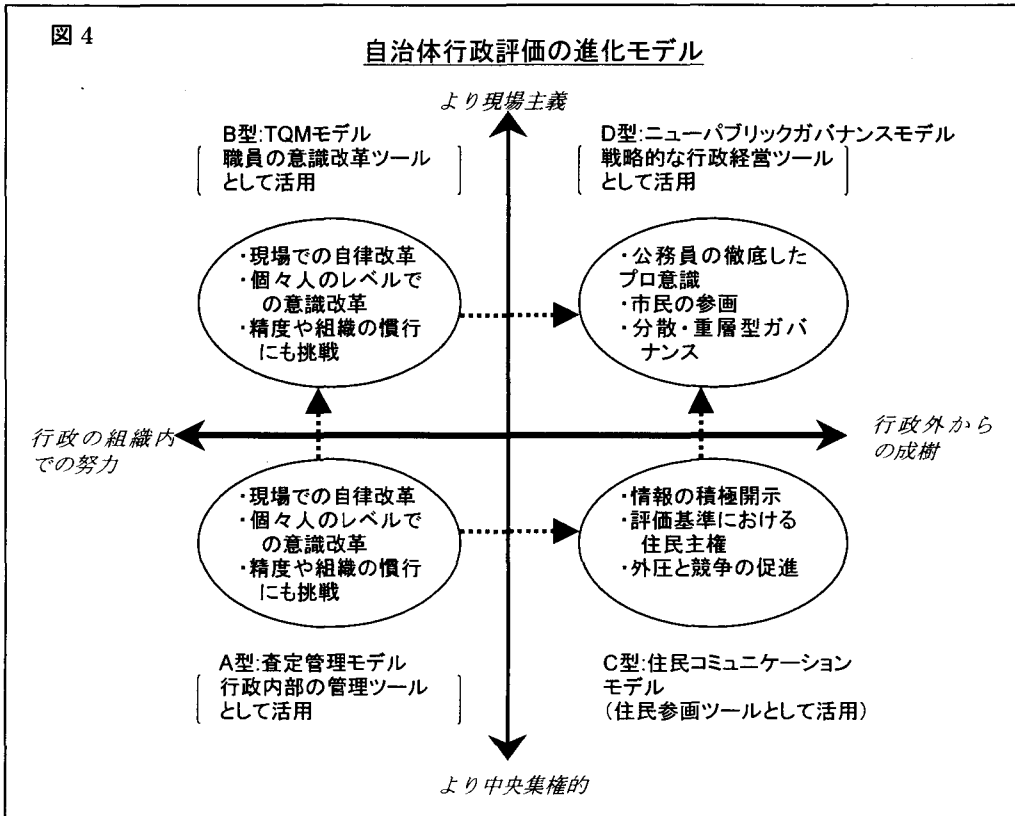 図4
自治体行政評価の進化モデル
より現場主義
B型:TQMモデル
職員の意識改革ツール
として活用
D型:ニューパブリックガバナンスモデル
戦略的な行政経営ツール
として活用
・現場での自律改革
・個々人のレベルで
の意識改革
・精度や組織の慣行
にも挑戦
・公務員の徹底した
プロ意識
・市民の参画
・分散・重層型ガバ
ナンス
行政の組織内
での努力
行政外から
の成樹
・現場での自律改革
・個々人のレベルで
の意識改革
・精度や組織の慣行
にも挑戦
・情報の積極開示
・評価基準における
住民主権
・外圧と競争の促進
A型:査定管理モデル
行政内部の管理ツール
として活用
C型:住民コミュニケーション
モデル
(住民参画ツールとして活用)
より中央集権的